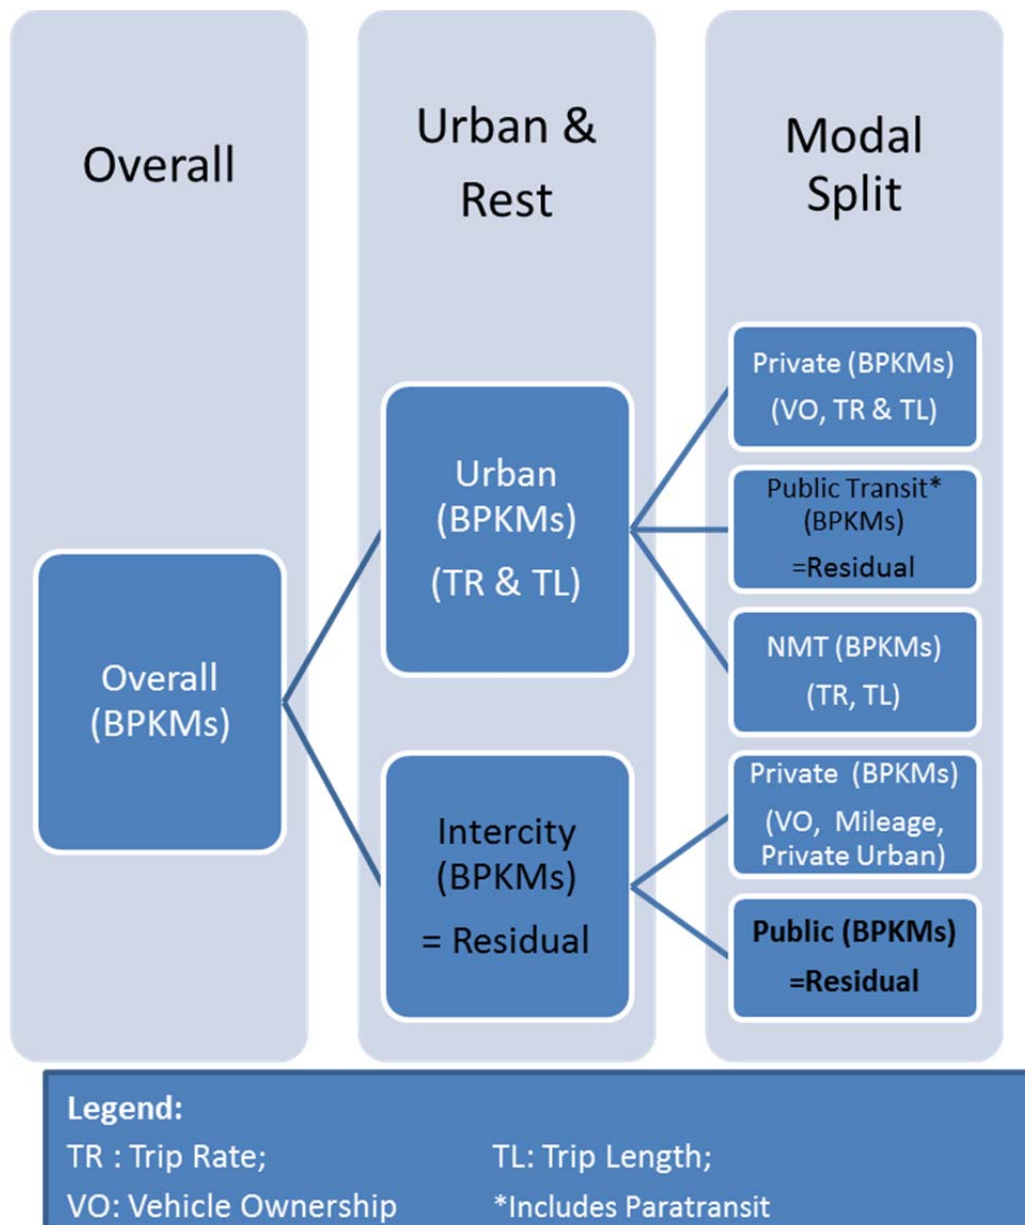 Overall
Urban &
Rest
Modal
Split
Overall
(BPKMs)
Urban
(BPKMs)
(TR & TL)
Intercity
(BPKMs)
= Residual
Private (BPKMs)
(VO, TR & TL)
Public Transit*
(BPKMs)
=Residual
NMT (BPKMs)
(TR, TL)
Private (BPKMs)
(VO, Mileage,
Private Urban)
Public (BPKMs)
=Residual
Legend:
TR : Trip Rate; TL: Trip Length;
VO: Vehicle Ownership *Includes Paratransit